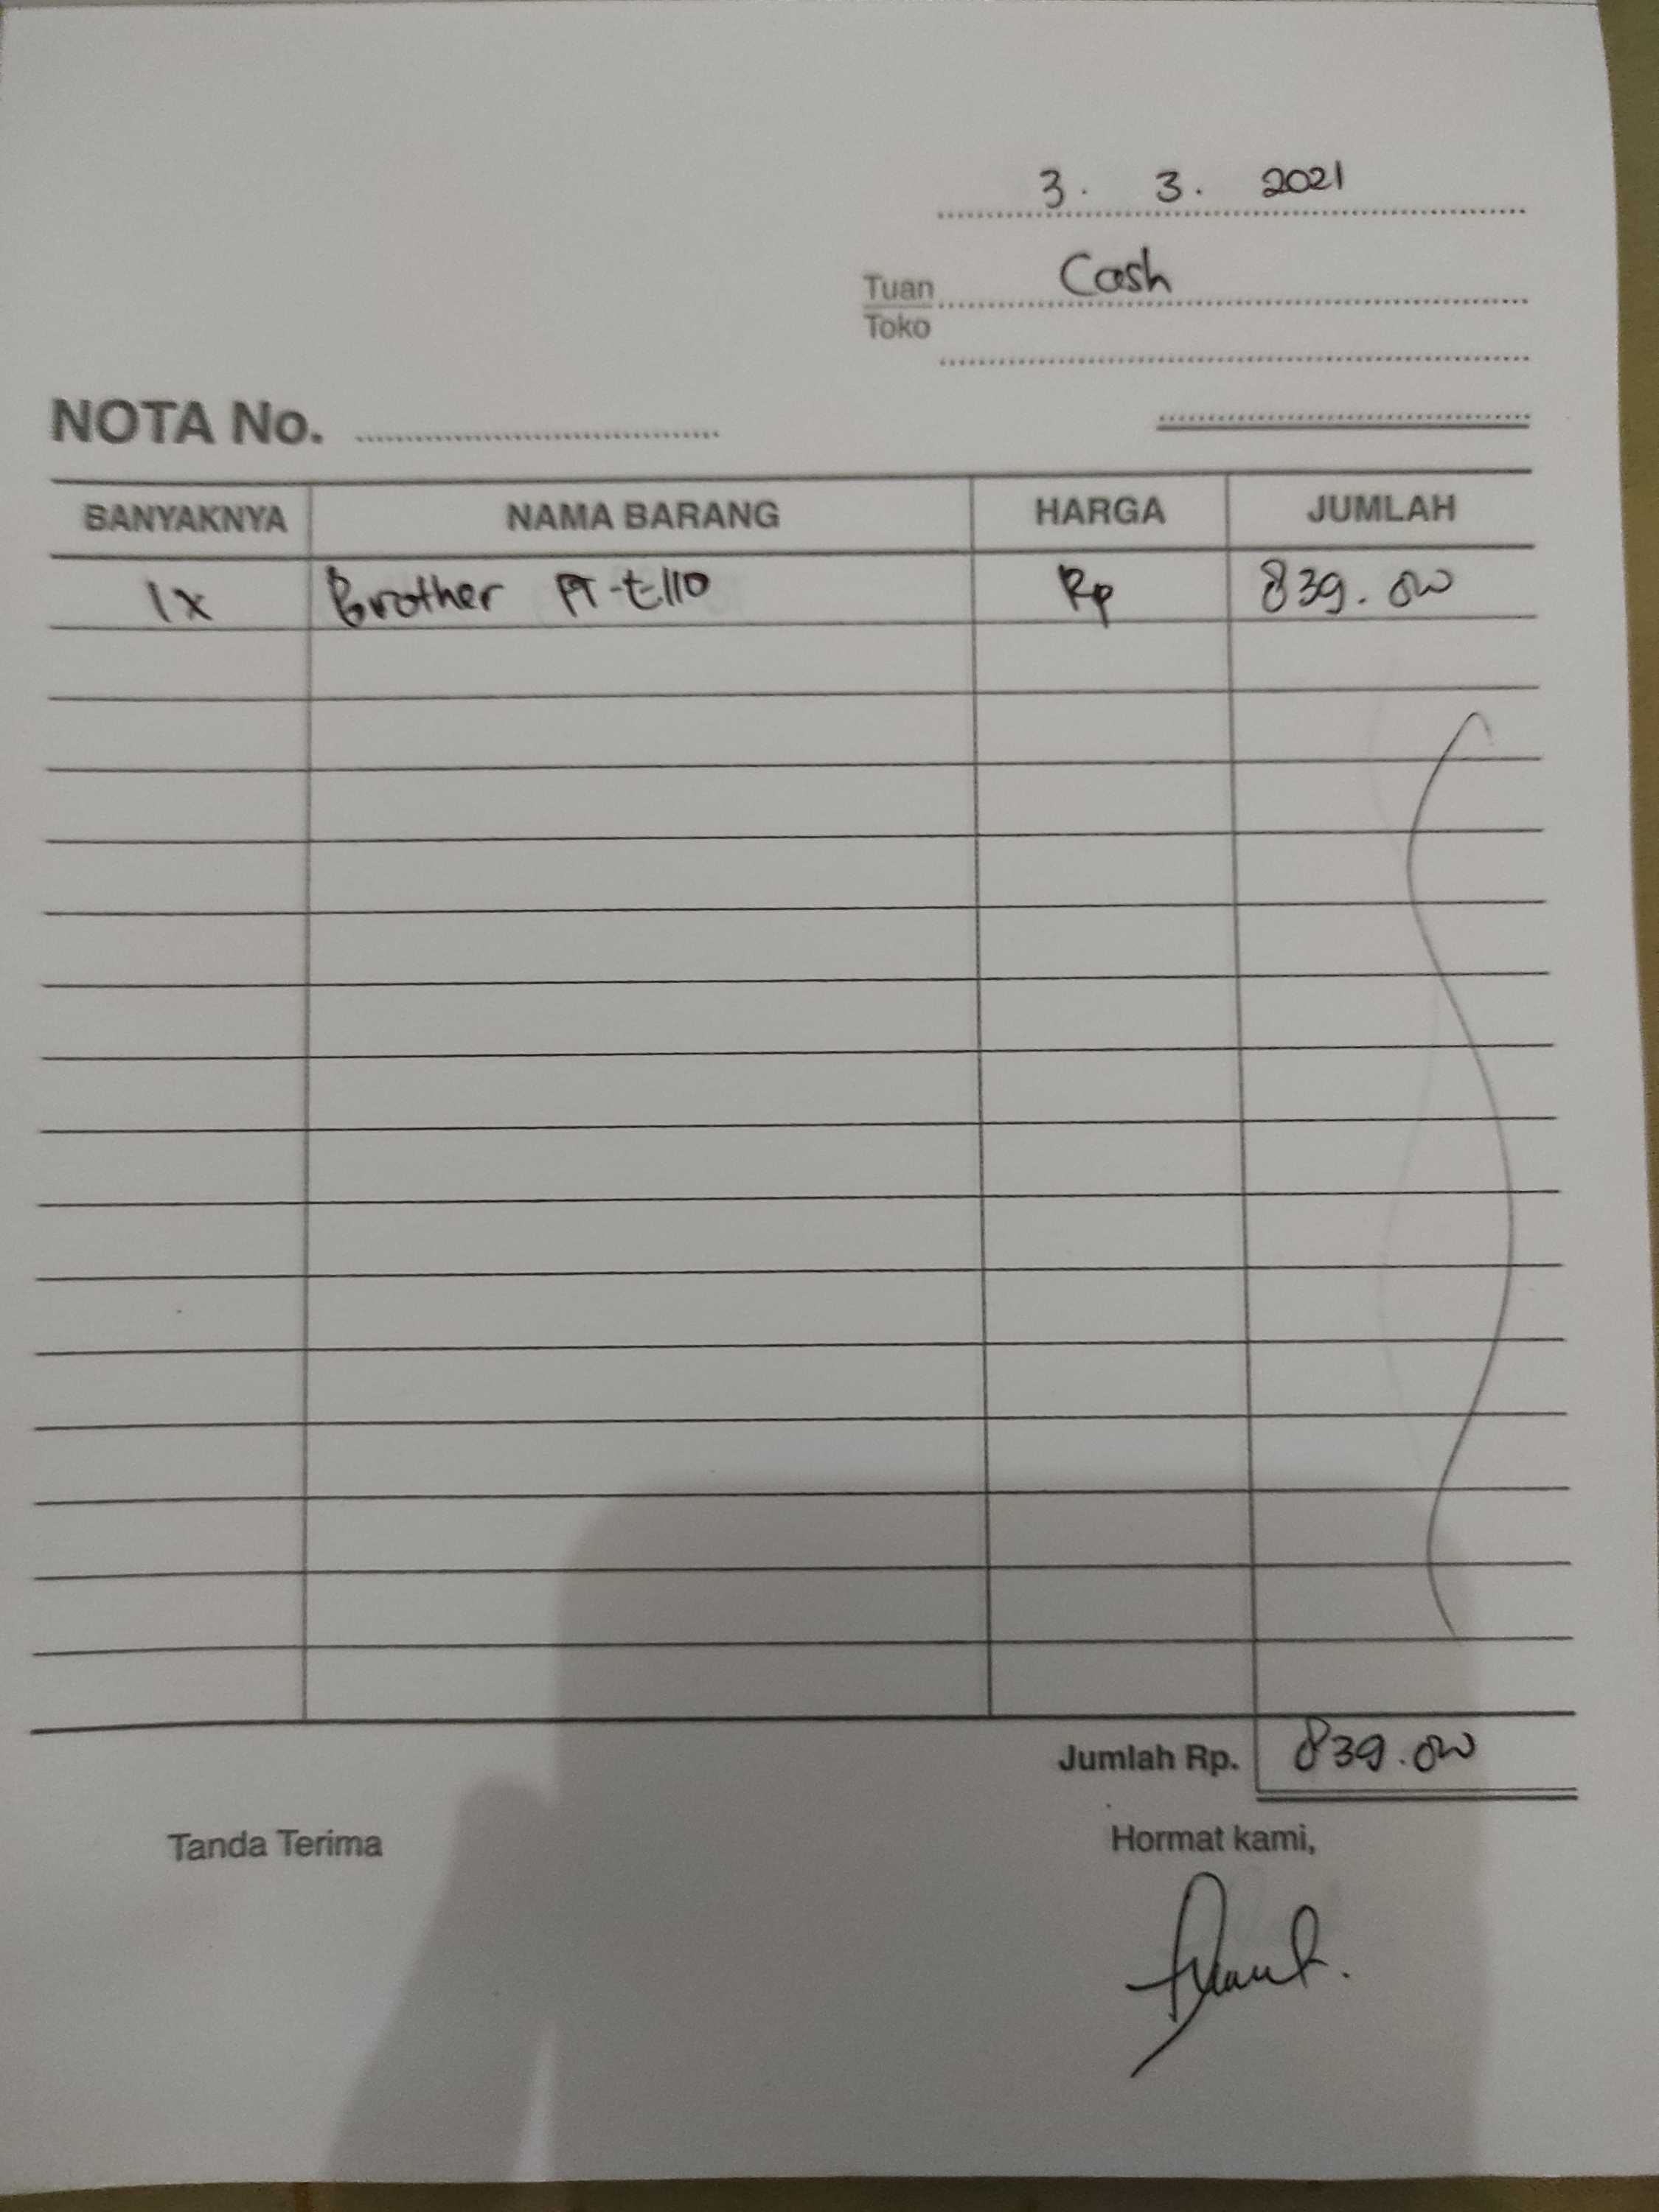 3. 3. 2021
Tuan Cash
Toko
NOTA No.
BANYAKNYA NAMA BARANG HARGA JUMLAH
1x Brother PT-E110 Rp 839.000
Jumlah Rp. 839.000
Tanda Terima Hormat kami,